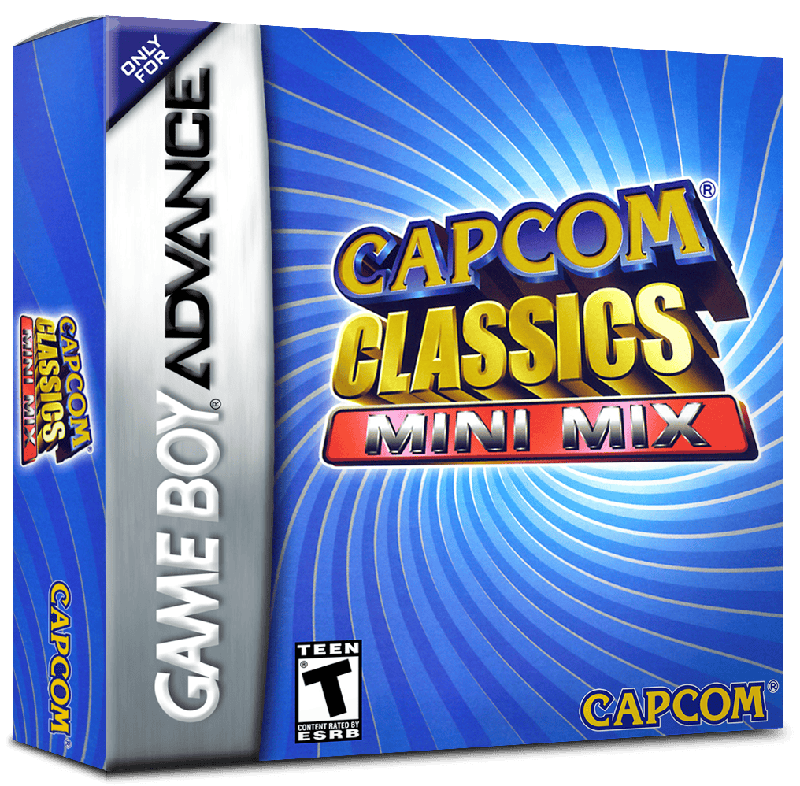 ONLY
FOR
GAME BOY ADVANCE
®
CAPCOM®
CLASSICS
MINI MIX
CAPCOM®
CLASSICS
MINI MIX
CAPCOM
TEEN
®
T
CONTENT RATED BY
ESRB
CAPCOM®